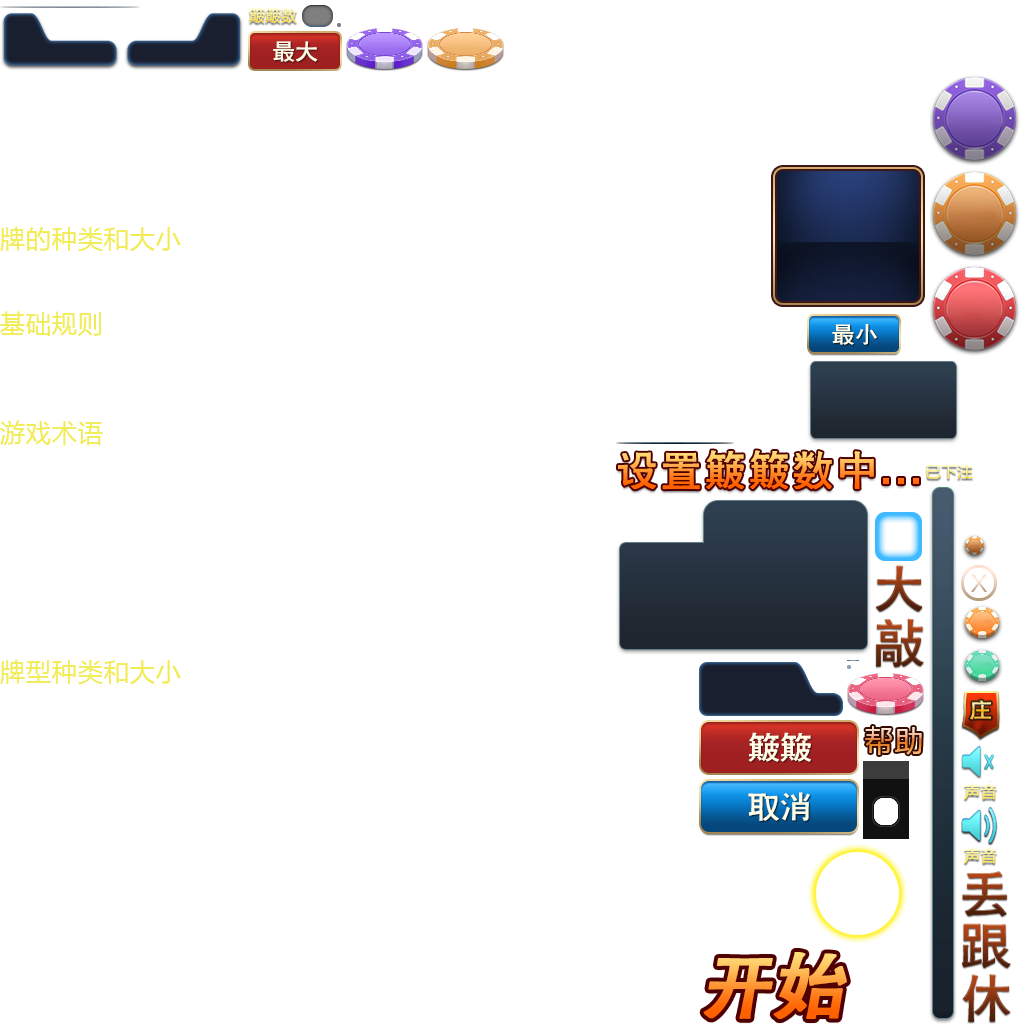 簸簸数
最大
牌的种类和大小
基础规则
最小
游戏术语
设置簸簸数中...
已下注
大
敲
牌型种类和大小
庄
簸簸
帮助
取消
声音
声音
丢
跟
休
开始